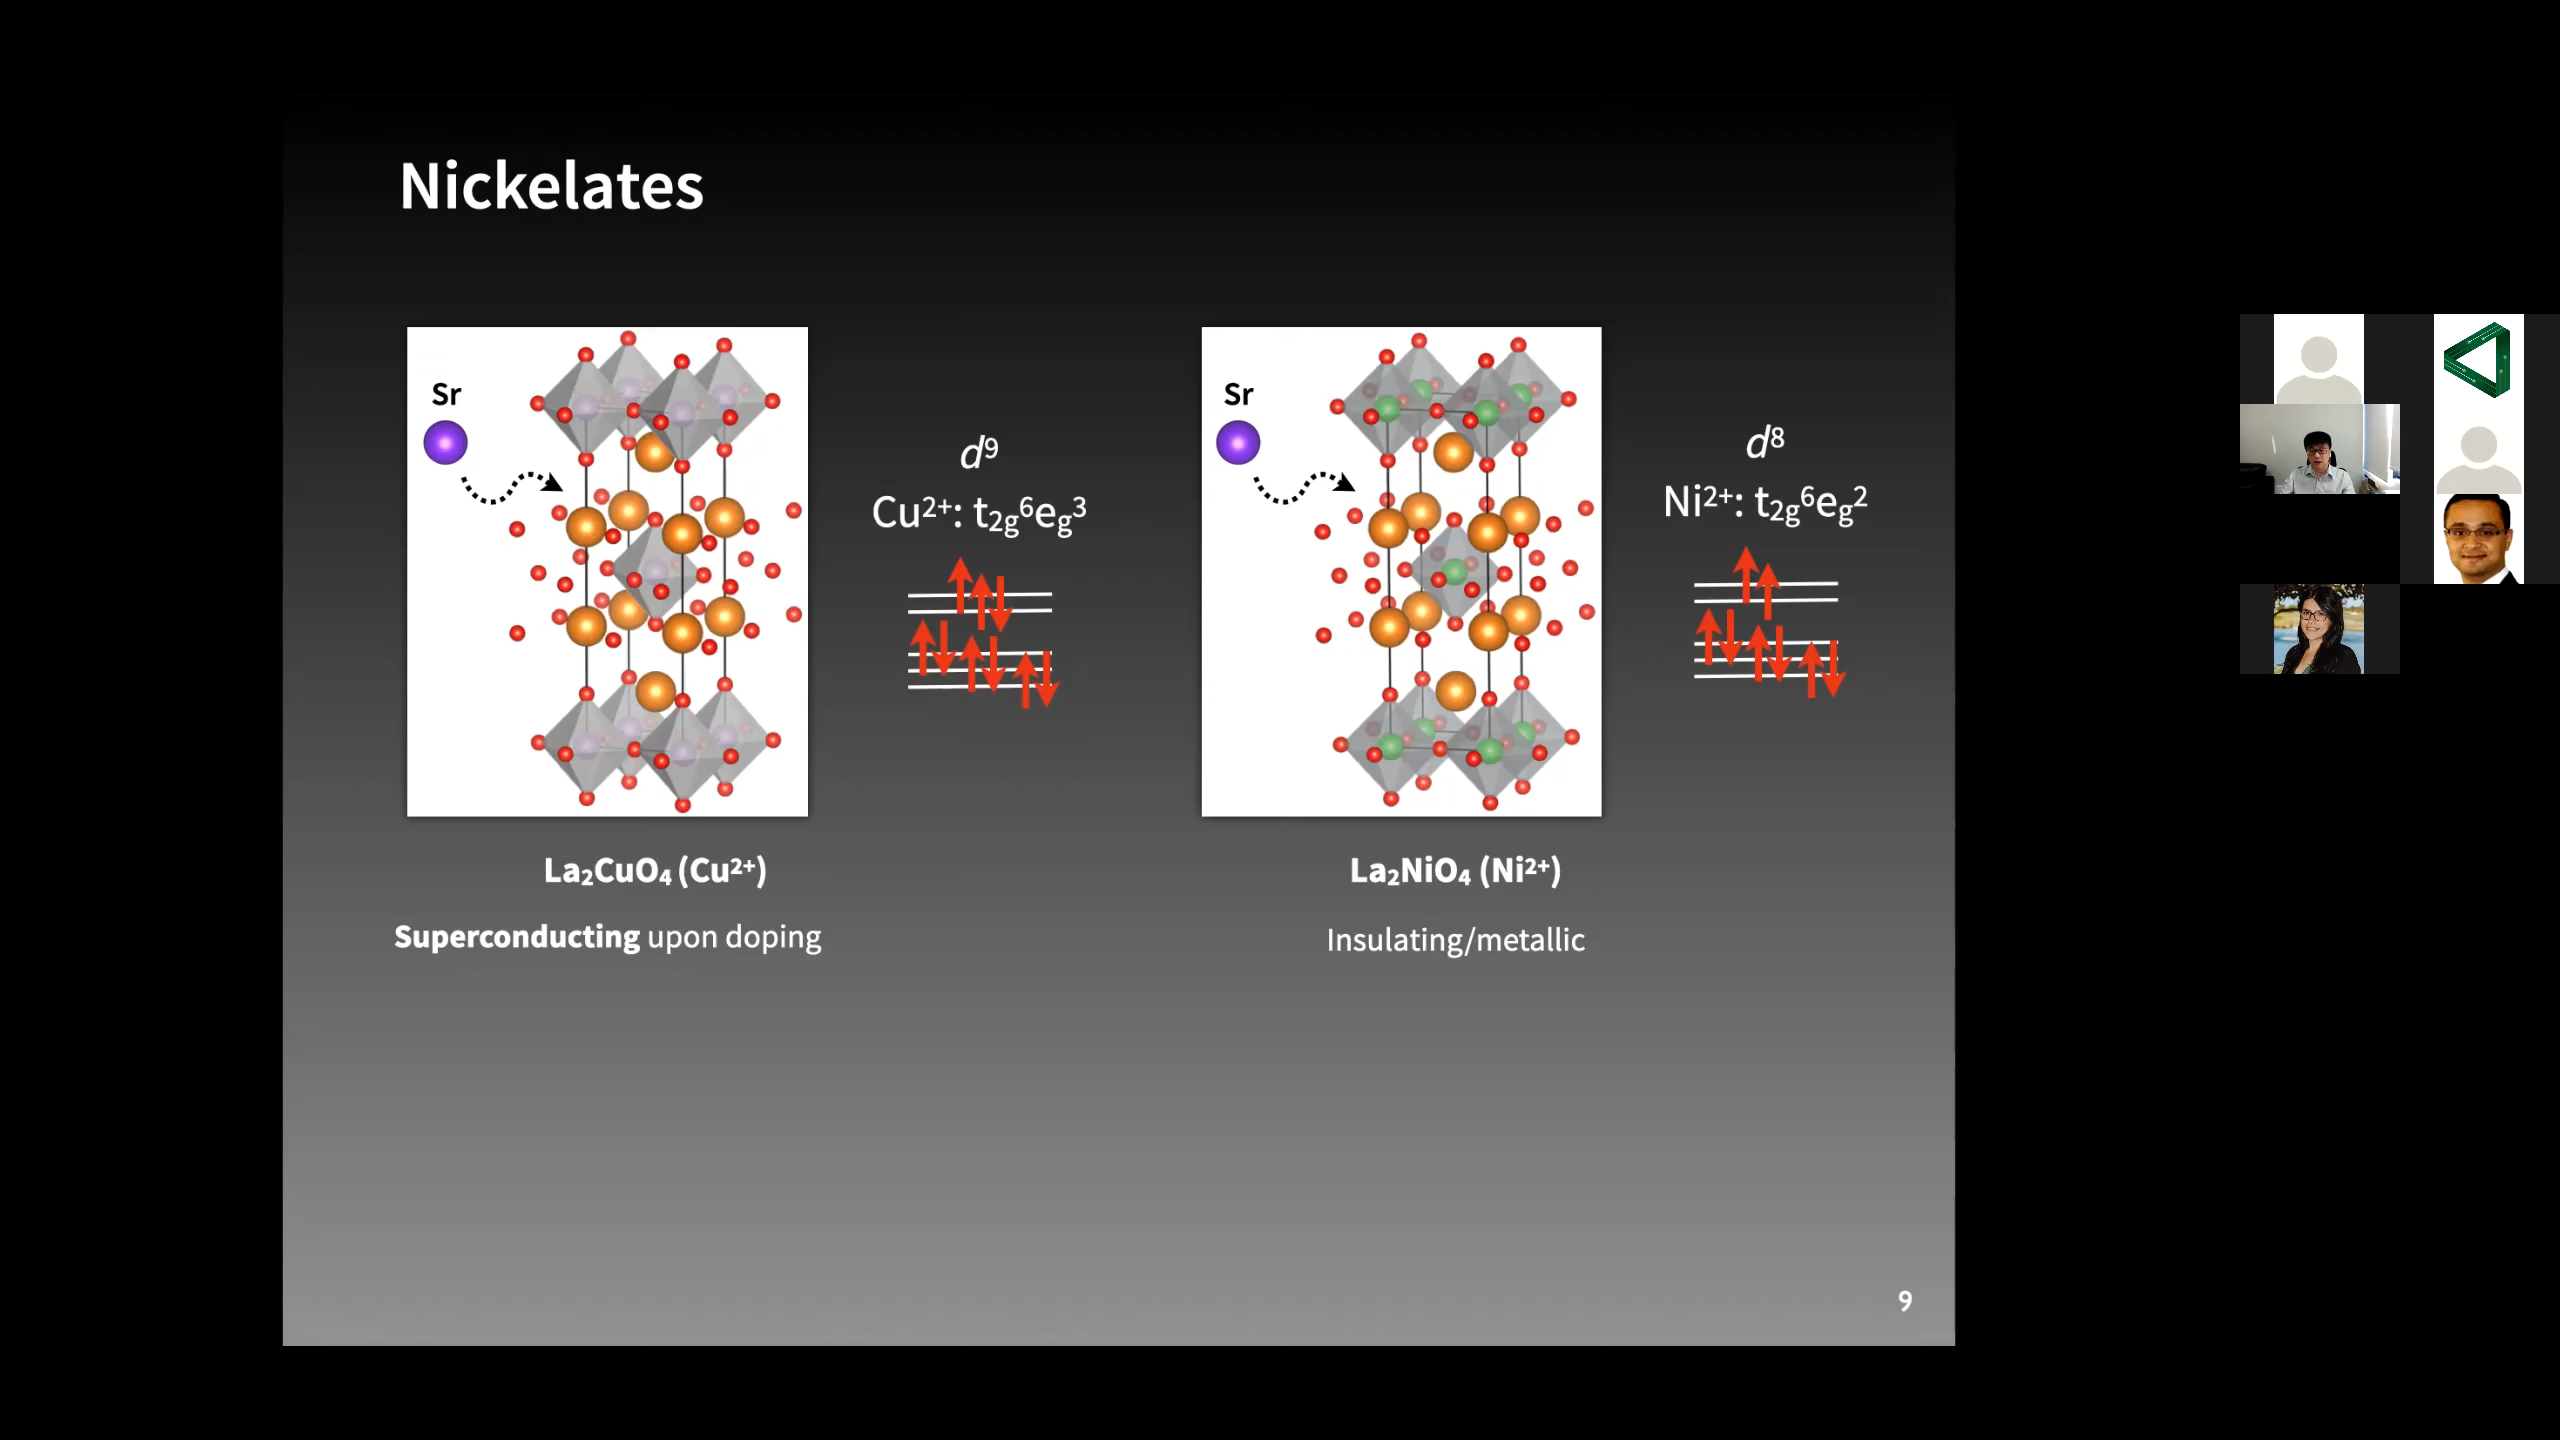 Nickelates
Sr
d⁹
Cu²⁺: t₂g⁶eg³
La₂CuO₄ (Cu²⁺)
Superconducting upon doping
Sr
d⁸
Ni²⁺: t₂g⁶eg²
La₂NiO₄ (Ni²⁺)
Insulating/metallic
9